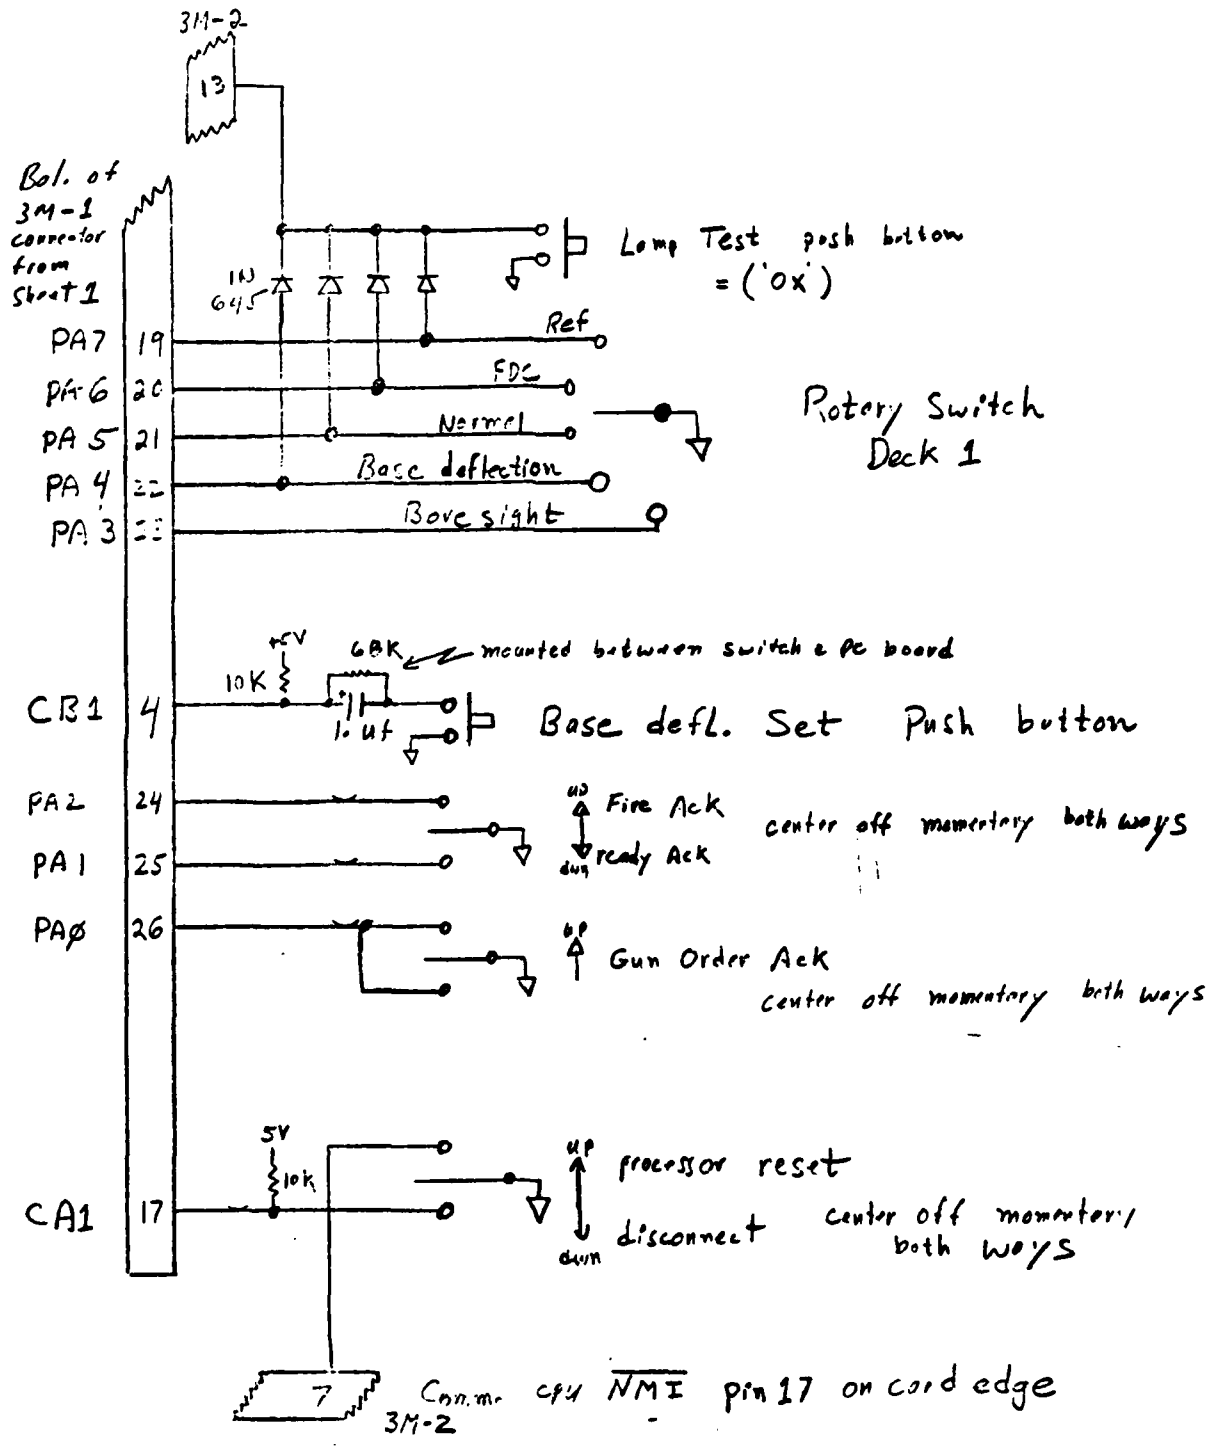 3M-2
13
Bal. of
3M-1
connector
from
Sheet 1
Lamp Test push button
= ('0X')
1N
645
PA7 19 Ref
PA6 20 FDC
PA5 21 Normal
PA4 22 Base deflection
PA3 23 Bore sight
Rotary Switch
Deck 1
+5V
68K mounted between switch & pc board
10K
CB1 4
+
1. uf
Base defl. Set Push button
PA2 24
up Fire Ack
center off momentary both ways
PA1 25
dwn ready Ack
PAØ 26
up
Gun Order Ack
center off momentary both ways
5V
10K
CA1 17
up
processor reset
disconnect
dwn
center off momentary
both ways
7
3M-2
Comm. cpu NMI pin 17 on card edge